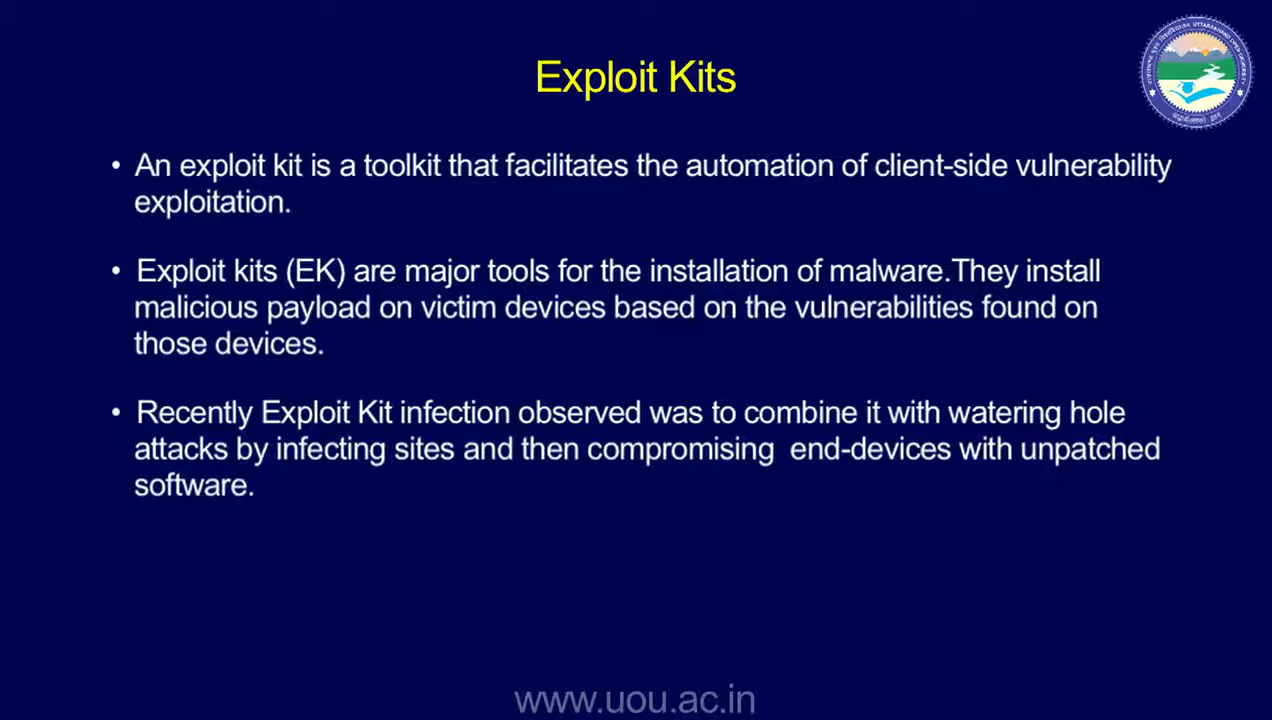 Exploit Kits
• An exploit kit is a toolkit that facilitates the automation of client-side vulnerability
exploitation.
• Exploit kits (EK) are major tools for the installation of malware.They install
malicious payload on victim devices based on the vulnerabilities found on
those devices.
• Recently Exploit Kit infection observed was to combine it with watering hole
attacks by infecting sites and then compromising  end-devices with unpatched
software.
www.uou.ac.in
UTTARAKHAND OPEN UNIVERSITY